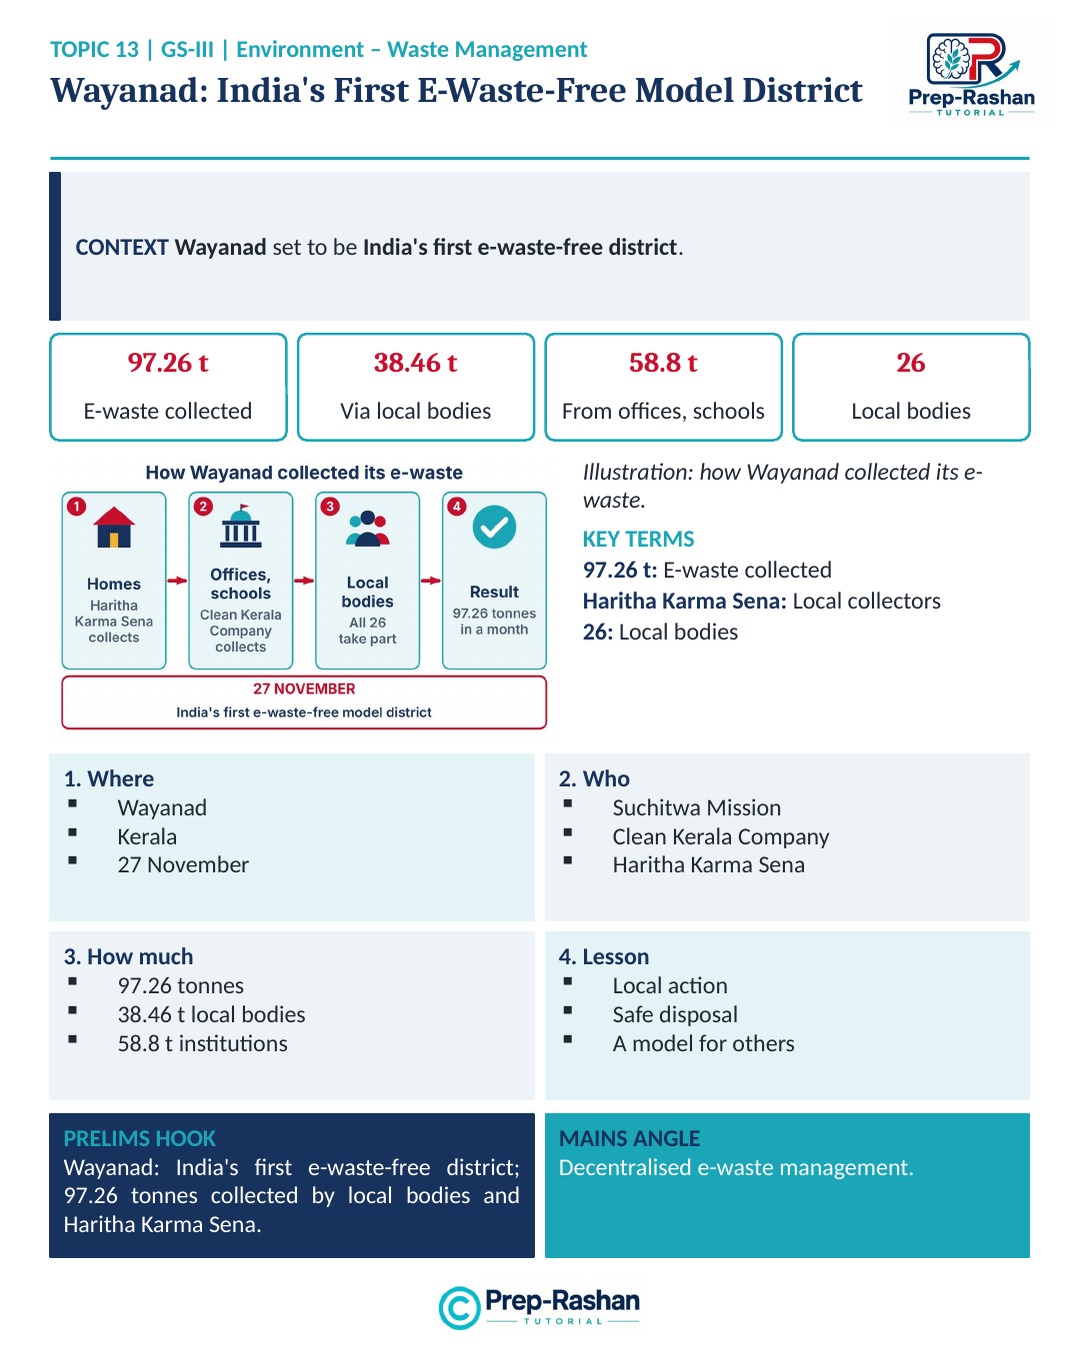 TOPIC 13 | GS-III | Environment – Waste Management
Wayanad: India's First E-Waste-Free Model District
Prep-Rashan
TUTORIAL
CONTEXT Wayanad set to be India's first e-waste-free district.
97.26 t
E-waste collected
38.46 t
Via local bodies
58.8 t
From offices, schools
26
Local bodies
How Wayanad collected its e-waste
1
Homes
Haritha
Karma Sena
collects
2
Offices,
schools
Clean Kerala
Company
collects
3
Local
bodies
All 26
take part
4
Result
97.26 tonnes
in a month
27 NOVEMBER
India's first e-waste-free model district
Illustration: how Wayanad collected its e-
waste.
KEY TERMS
97.26 t: E-waste collected
Haritha Karma Sena: Local collectors
26: Local bodies
1. Where
▪ Wayanad
▪ Kerala
▪ 27 November
2. Who
▪ Suchitwa Mission
▪ Clean Kerala Company
▪ Haritha Karma Sena
3. How much
▪ 97.26 tonnes
▪ 38.46 t local bodies
▪ 58.8 t institutions
4. Lesson
▪ Local action
▪ Safe disposal
▪ A model for others
PRELIMS HOOK
Wayanad: India's first e-waste-free district;
97.26 tonnes collected by local bodies and
Haritha Karma Sena.
MAINS ANGLE
Decentralised e-waste management.
© Prep-Rashan
TUTORIAL